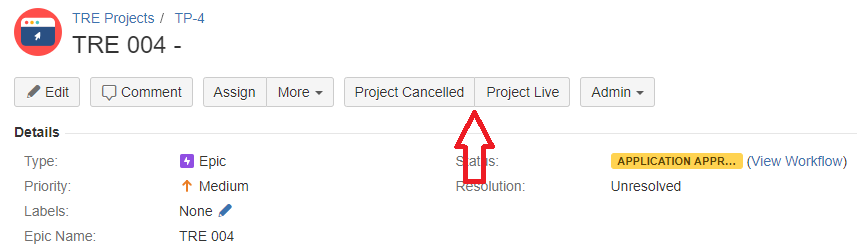 TRE Projects / TP-4
TRE 004 -
Edit Comment Assign More Project Cancelled Project Live Admin
Details
Type: Epic Status: APPLICATION APPR... (View Workflow)
Priority: Medium Resolution: Unresolved
Labels: None
Epic Name: TRE 004